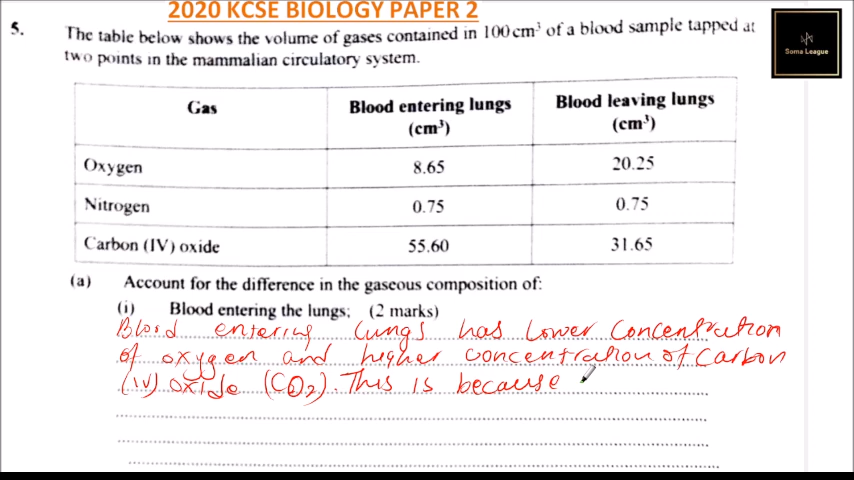 2020 KCSE BIOLOGY PAPER 2
5. The table below shows the volume of gases contained in 100 cm³ of a blood sample tapped at
two points in the mammalian circulatory system.
Soma League
Gas Blood entering lungs (cm³) Blood leaving lungs (cm³)
Oxygen 8.65 20.25
Nitrogen 0.75 0.75
Carbon (IV) oxide 55.60 31.65
(a) Account for the difference in the gaseous composition of:
(i) Blood entering the lungs; (2 marks)
Blood entering lungs has lower concentration
of oxygen and higher concentration of Carbon
(IV) oxide (CO₂). This is because